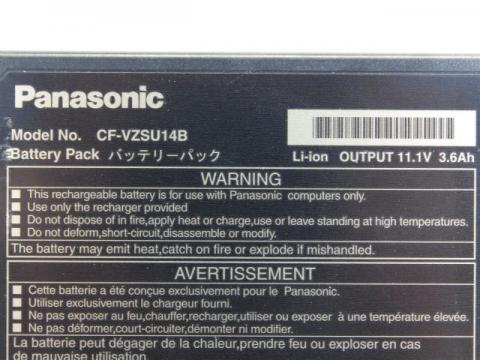 Panasonic
Model No. CF-VZSU14B
Battery Pack バッテリーパック Li-ion OUTPUT 11.1V 3.6Ah
WARNING
■ This rechargeable battery is for use with Panasonic computers only.
■ Use only the recharger provided
■ Do not dispose of in fire,apply heat or charge,use or leave standing at high temperatures.
■ Do not deform,short-circuit,disassemble or modify.
The battery may emit heat,catch on fire or explode if mishandled.
AVERTISSEMENT
■ Cette batterie a été conçue exclusivement pour le Panasonic.
■ Utiliser exclusivement le chargeur fourni.
■ Ne pas exposer au feu,chauffer,recharger,utiliser ou exposer à une température élevée.
■ Ne pas déformer,court-circuiter,démonter ni modifier.
La batterie peut dégager de la chaleur,prendre feu ou exploser en cas
de mauvaise utilisation.